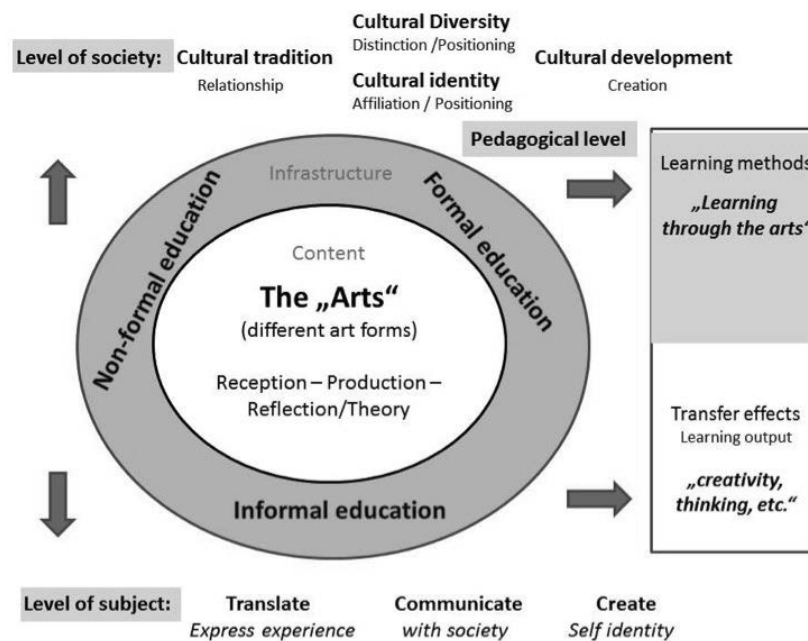 Cultural Diversity
Distinction /Positioning
Level of society:
Cultural tradition
Relationship
Cultural identity
Affiliation / Positioning
Cultural development
Creation
Pedagogical level
Infrastructure
Non-formal education
Formal education
Content
The „Arts“
(different art forms)
Reception – Production –
Reflection/Theory
Informal education
Learning methods
„Learning
through the arts“
Transfer effects
Learning output
„creativity,
thinking, etc.“
Level of subject:
Translate
Express experience
Communicate
with society
Create
Self identity